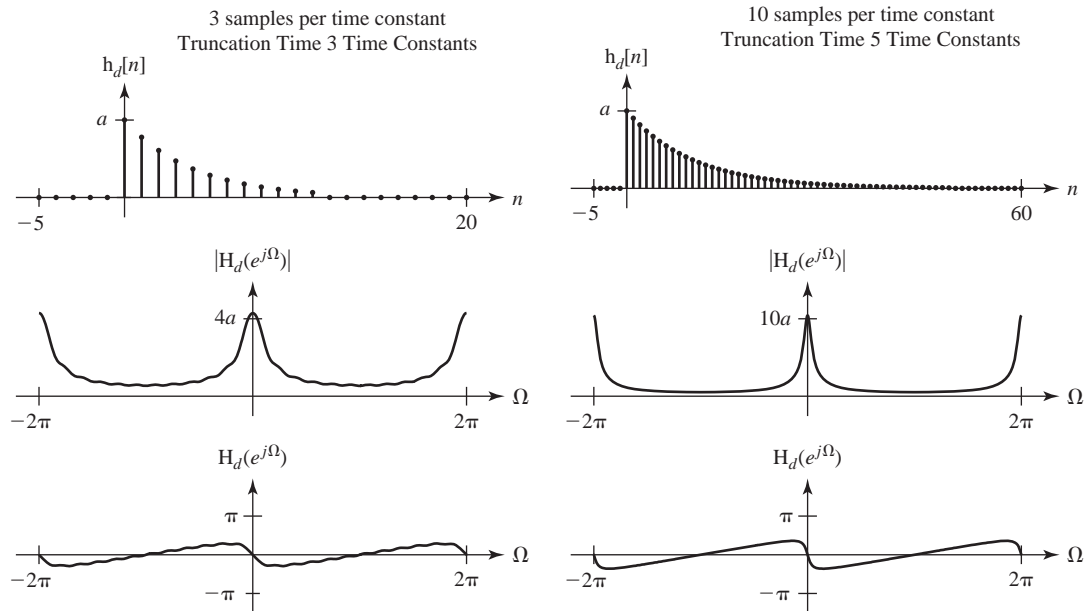 3 samples per time constant
Truncation Time 3 Time Constants
h_d[n]
a
−5
20
n
|H_d(e^{jΩ})|
4a
−2π
2π
Ω
H_d(e^{jΩ})
π
−π
−2π
2π
Ω
10 samples per time constant
Truncation Time 5 Time Constants
h_d[n]
a
−5
60
n
|H_d(e^{jΩ})|
10a
−2π
2π
Ω
H_d(e^{jΩ})
π
−π
−2π
2π
Ω